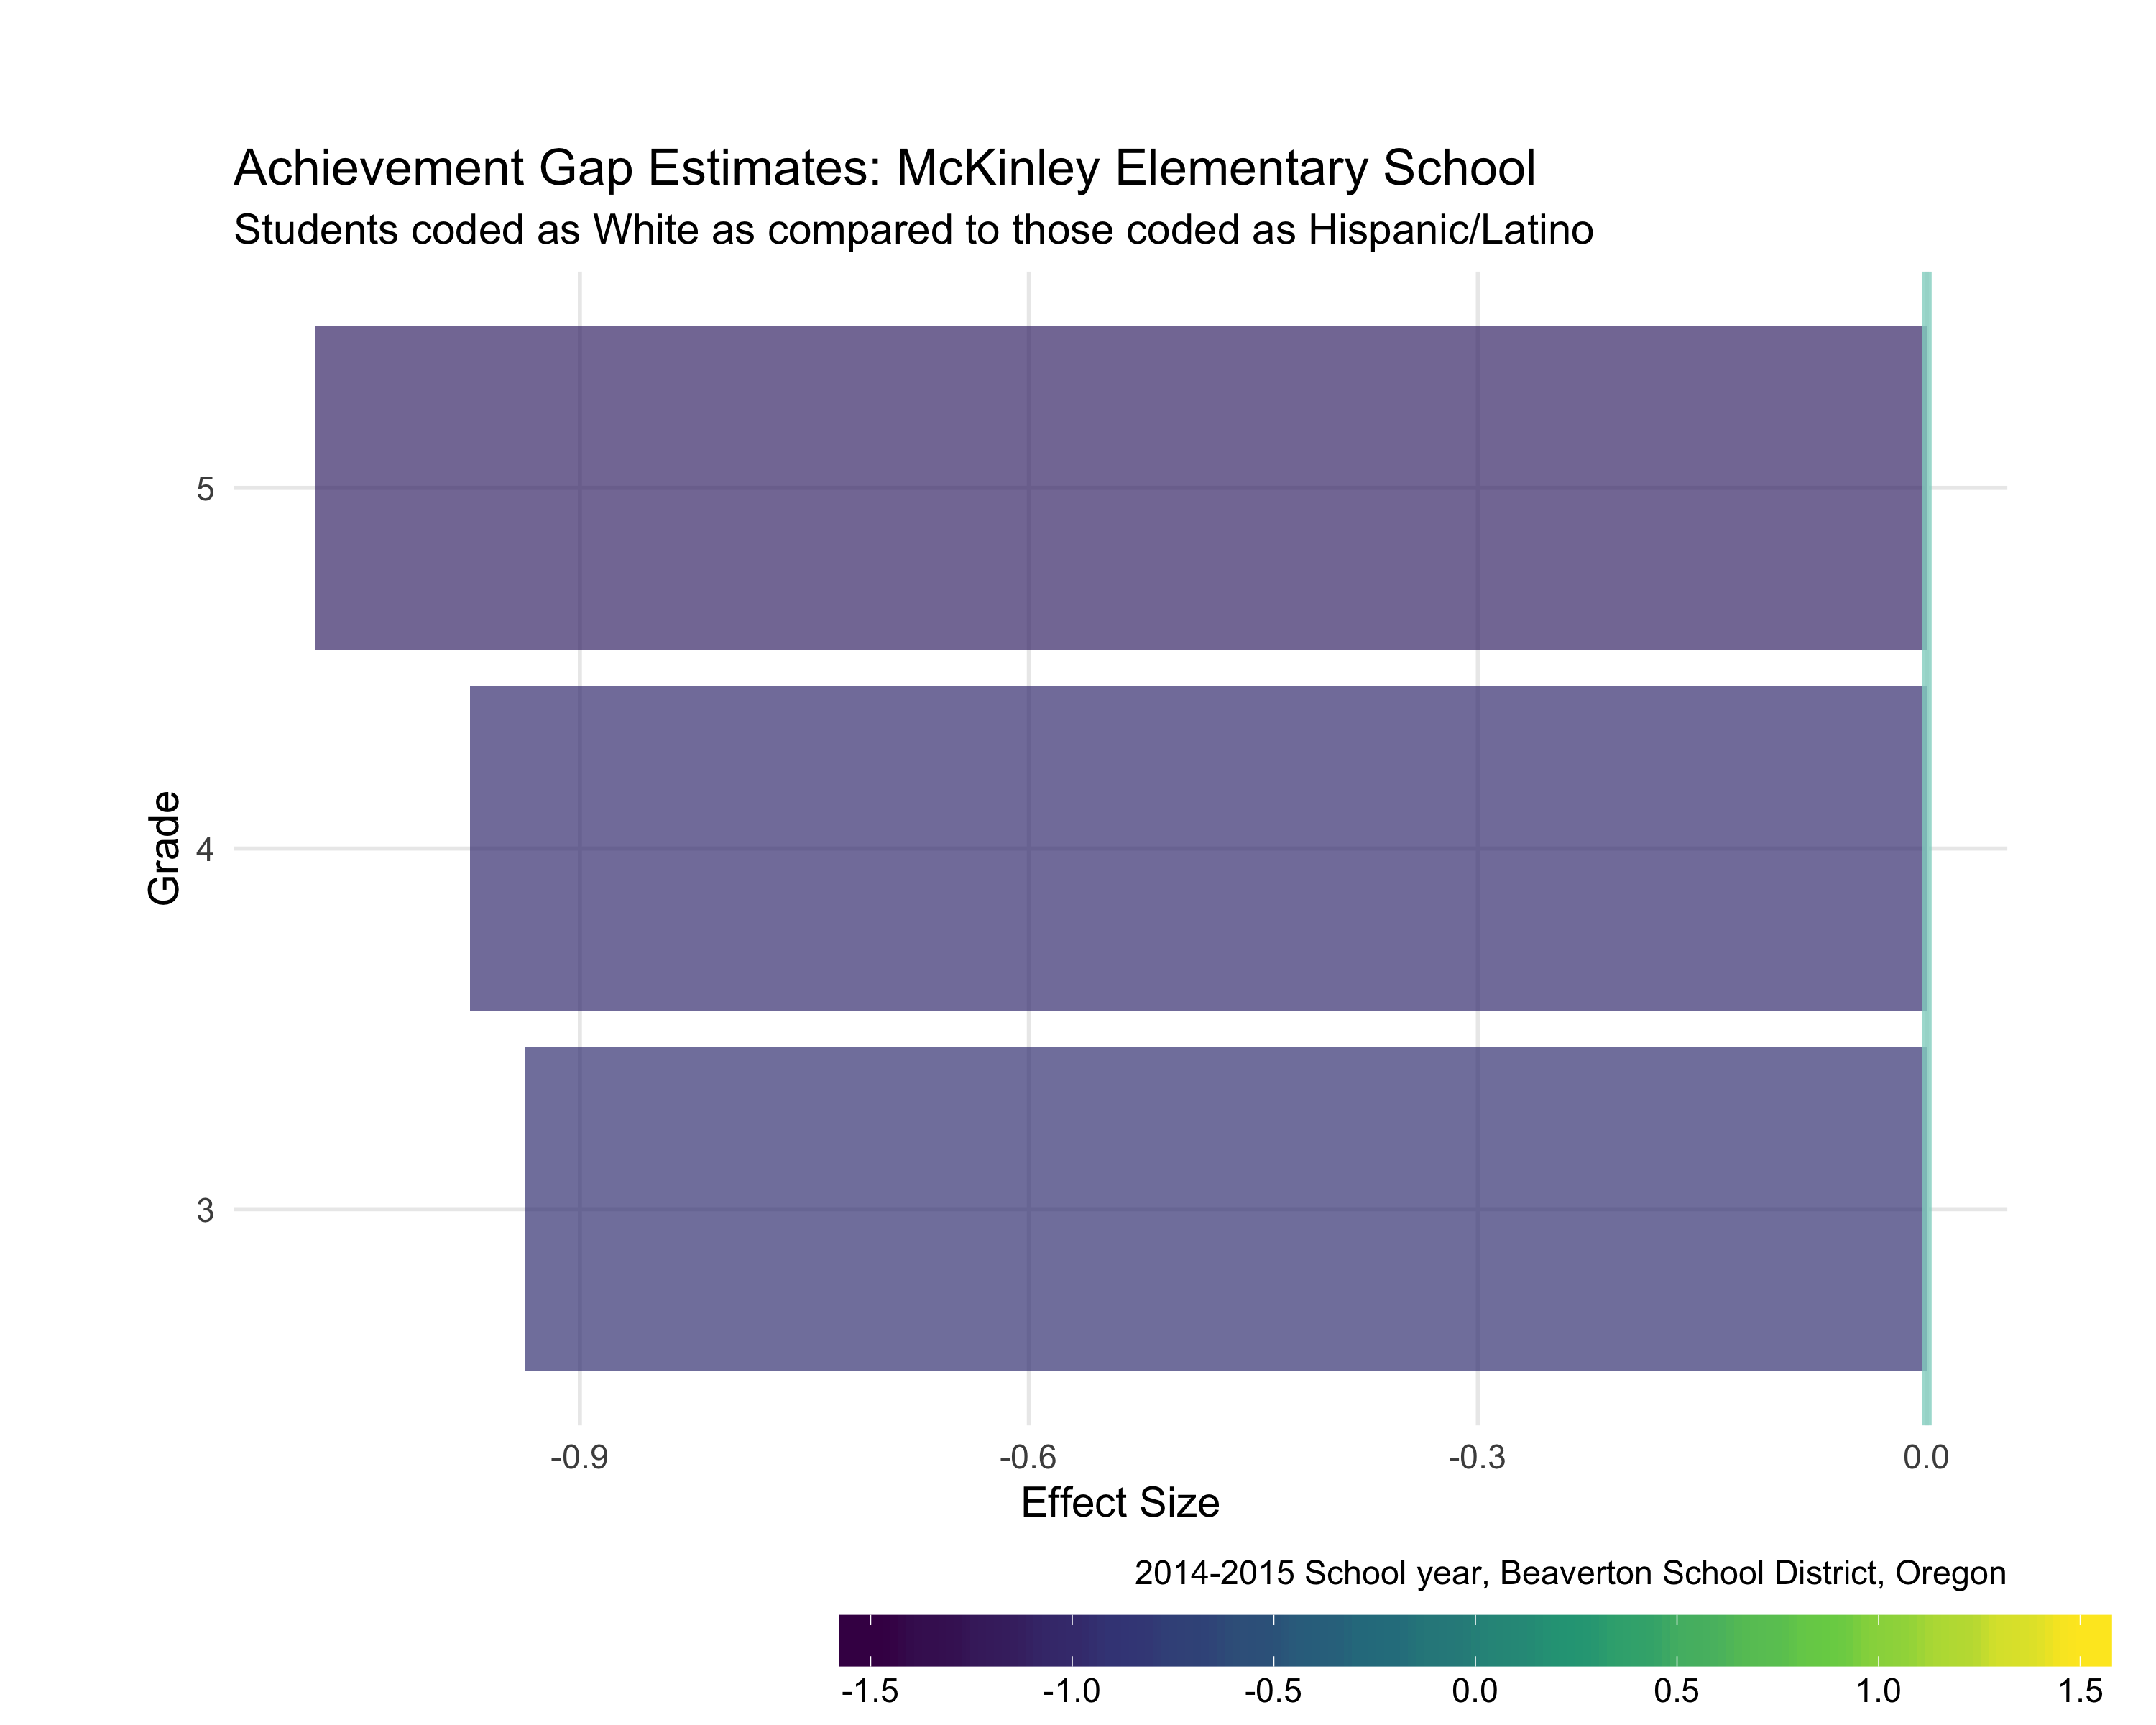 Achievement Gap Estimates: McKinley Elementary School
Students coded as White as compared to those coded as Hispanic/Latino
Grade
5
4
3
-0.9 -0.6 -0.3 0.0
Effect Size
2014-2015 School year, Beaverton School District, Oregon
-1.5 -1.0 -0.5 0.0 0.5 1.0 1.5